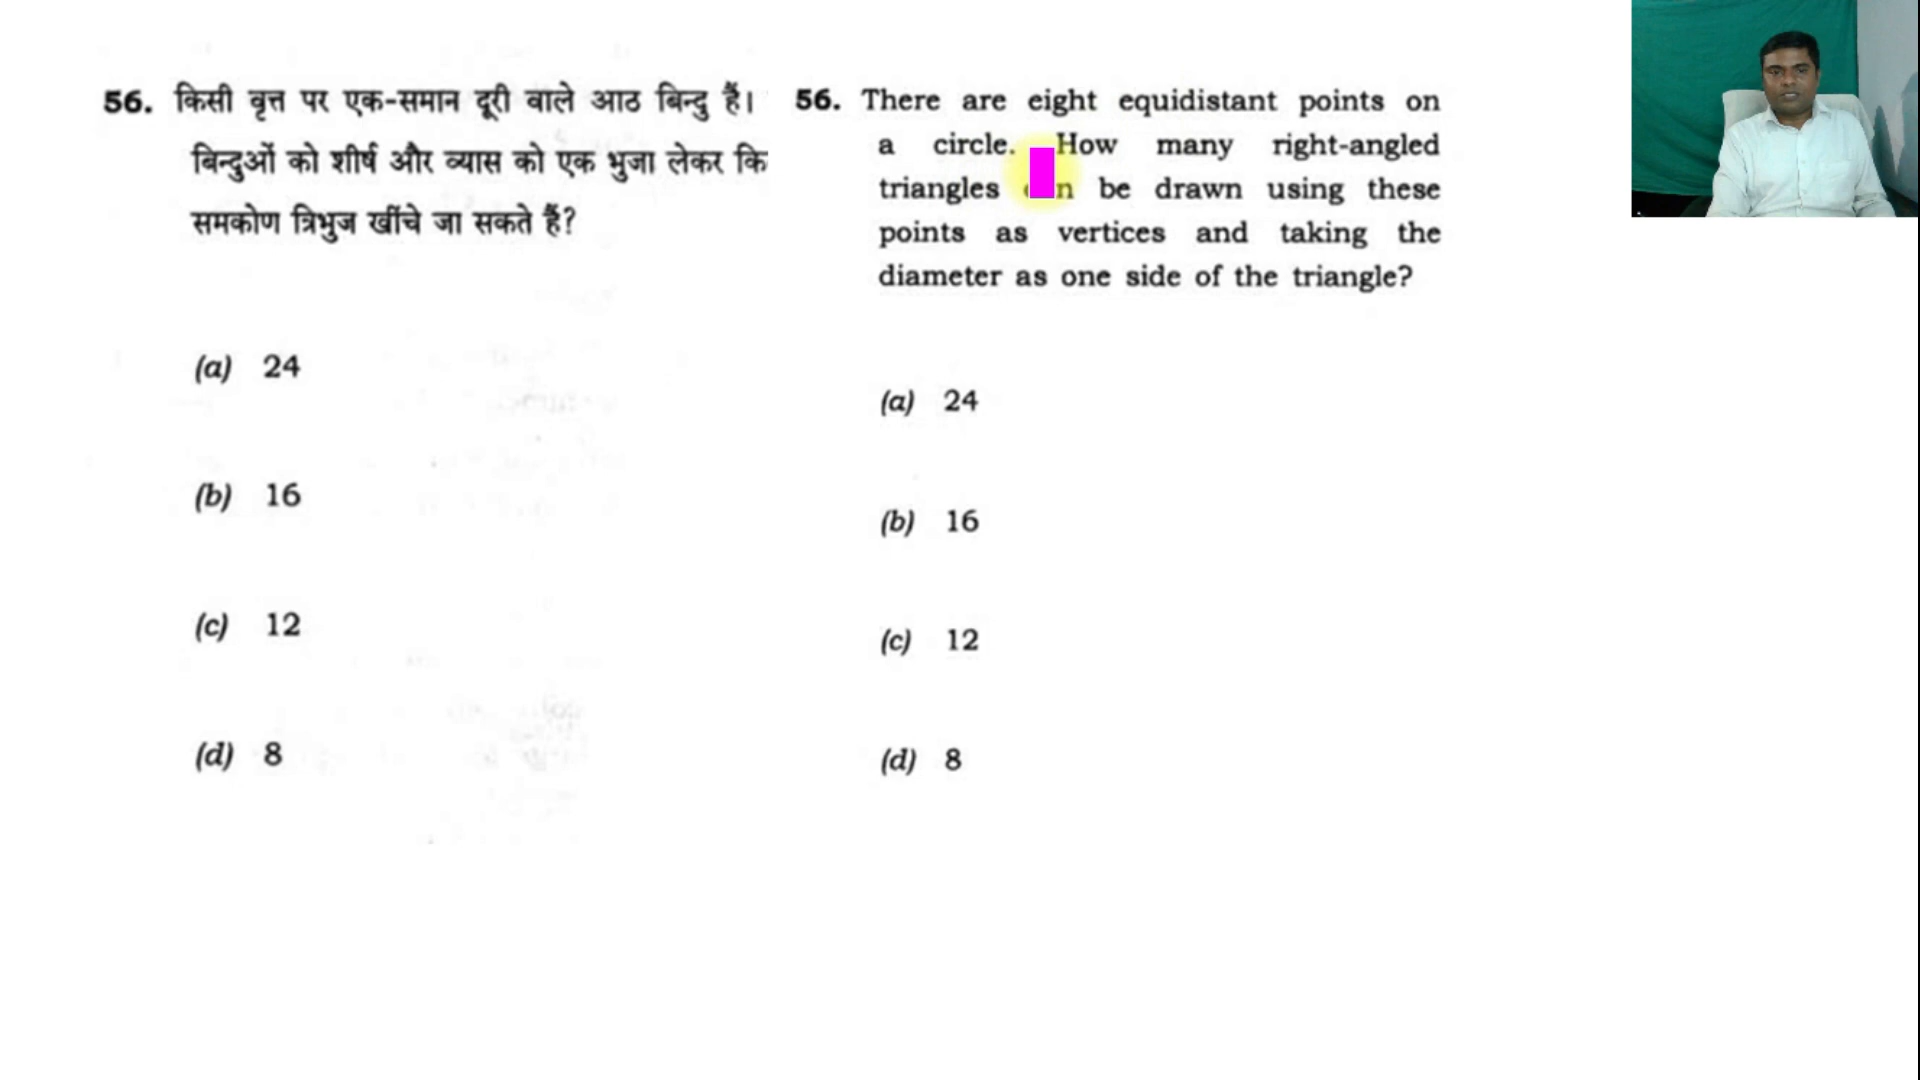 56. किसी वृत्त पर एक-समान दूरी वाले आठ बिन्दु हैं।
बिन्दुओं को शीर्ष और व्यास को एक भुजा लेकर कि
समकोण त्रिभुज खींचे जा सकते हैं?
(a) 24
(b) 16
(c) 12
(d) 8
56. There are eight equidistant points on
a circle. How many right-angled
triangles be drawn using these
points as vertices and taking the
diameter as one side of the triangle?
(a) 24
(b) 16
(c) 12
(d) 8